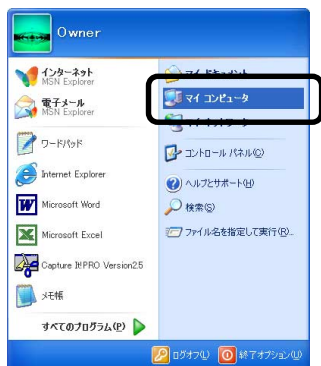 Owner
インターネット
MSN Explorer
電子メール
MSN Explorer
ワードパッド
Internet Explorer
Microsoft Word
Microsoft Excel
Capture It!PRO Version2.5
メモ帳
すべてのプログラム(P)
マイ コンピュータ
コントロール パネル(C)
ヘルプとサポート(H)
検索(S)
ファイル名を指定して実行(R)...
ログオフ(L)
終了オプション(U)